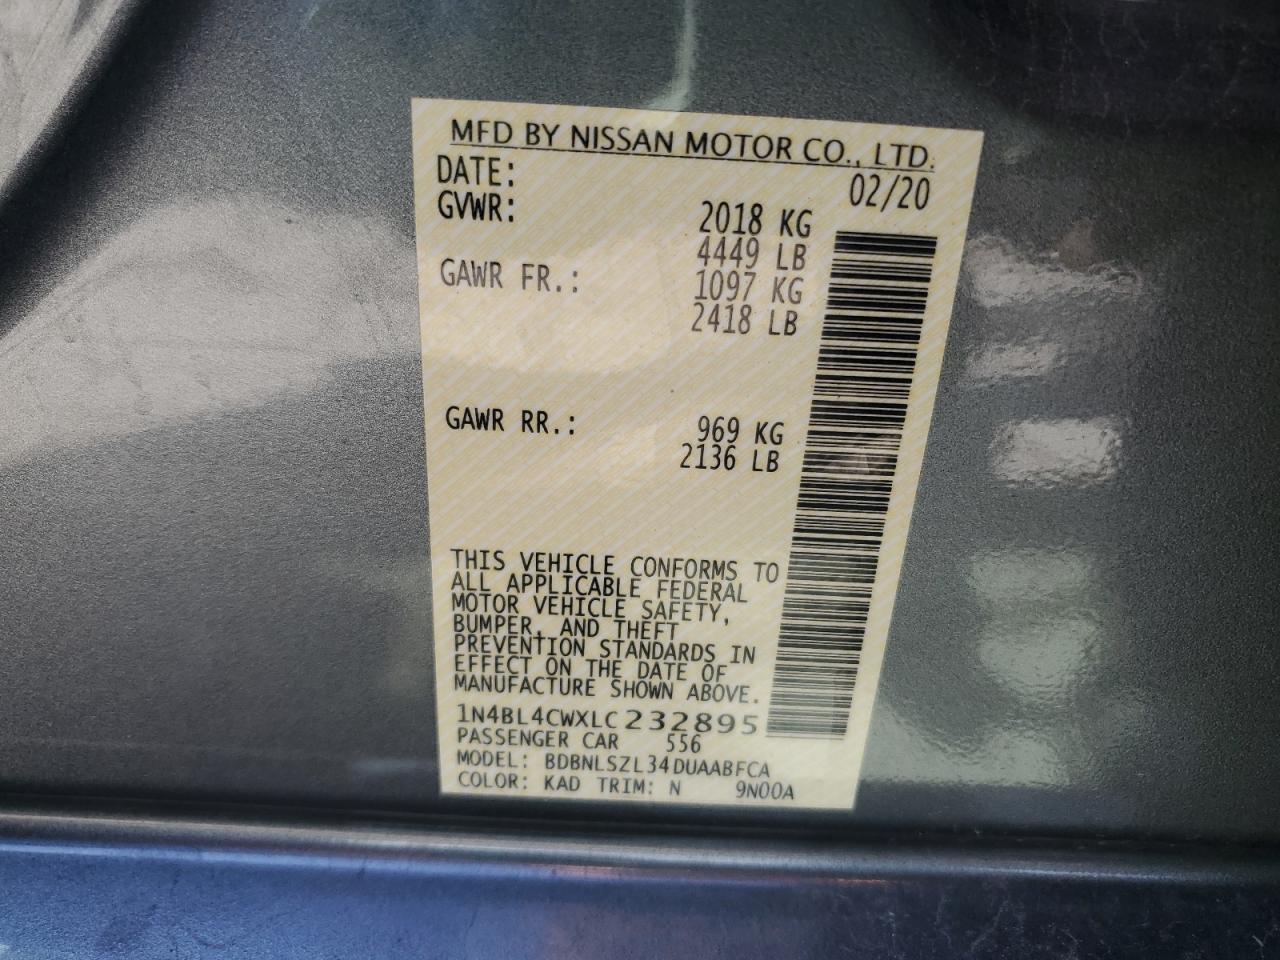 MFD BY NISSAN MOTOR CO., LTD.
DATE: 02/20
GVWR: 2018 KG
4449 LB
GAWR FR.: 1097 KG
2418 LB
GAWR RR.: 969 KG
2136 LB
THIS VEHICLE CONFORMS TO
ALL APPLICABLE FEDERAL
MOTOR VEHICLE SAFETY,
BUMPER, AND THEFT
PREVENTION STANDARDS IN
EFFECT ON THE DATE OF
MANUFACTURE SHOWN ABOVE.
1N4BL4CWXLC232895
PASSENGER CAR 556
MODEL: BDBNLSZL34DUAABFCA
COLOR: KAD TRIM: N 9N00A